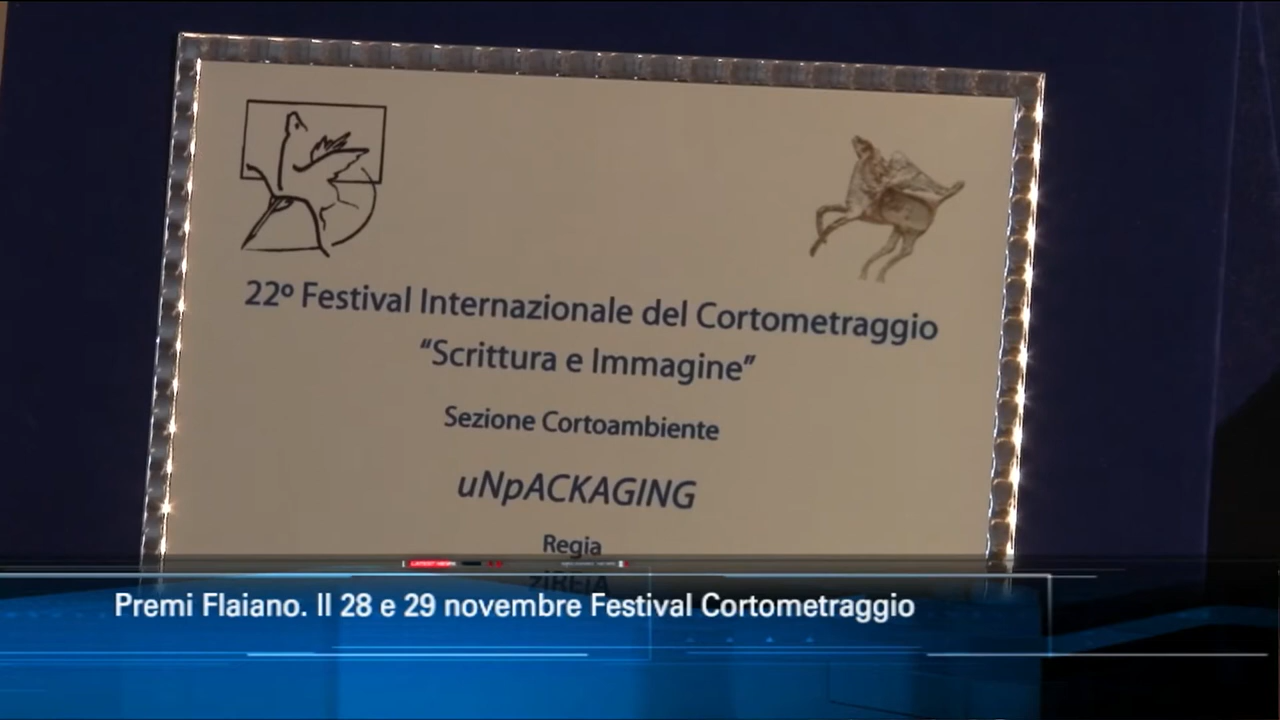 22º Festival Internazionale del Cortometraggio
“Scrittura e Immagine”
Sezione Cortoambiente
uNpACKAGING
Regia
Premi Flaiano. Il 28 e 29 novembre Festival Cortometraggio